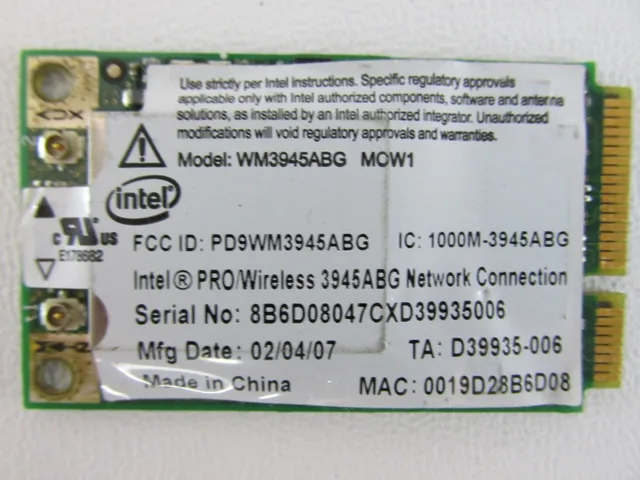 Use strictly per Intel instructions. Specific regulatory approvals
applicable only with Intel authorized components, software and antenna
solutions, as installed by an Intel authorized integrator. Unauthorized
modifications will void regulatory approvals and warranties.
Model: WM3945ABG MOW1
intel
FCC ID: PD9WM3945ABG IC: 1000M-3945ABG
c RU US
E178682
Intel® PRO/Wireless 3945ABG Network Connection
Serial No: 8B6D08047CXD39935006
Mfg Date: 02/04/07 TA: D39935-006
Made in China MAC: 0019D28B6D08